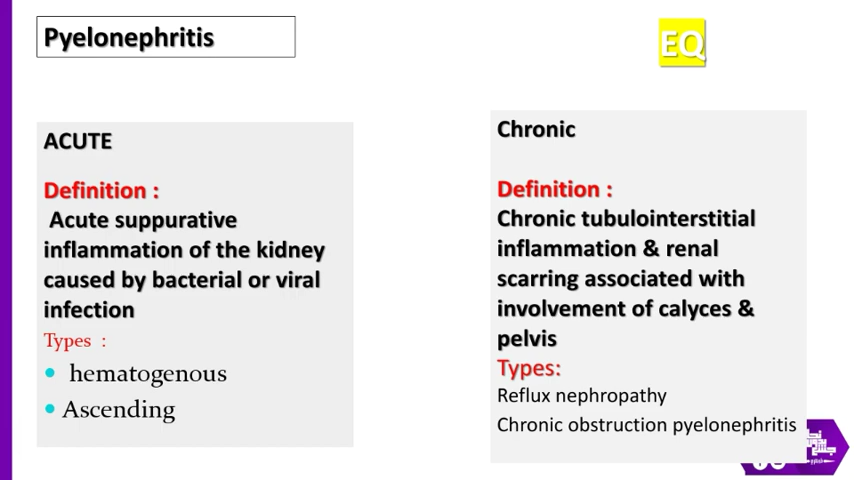 Pyelonephritis
EQ
ACUTE
Definition :
Acute suppurative
inflammation of the kidney
caused by bacterial or viral
infection
Types :
• hematogenous
• Ascending
Chronic
Definition :
Chronic tubulointerstitial
inflammation & renal
scarring associated with
involvement of calyces &
pelvis
Types:
Reflux nephropathy
Chronic obstruction pyelonephritis